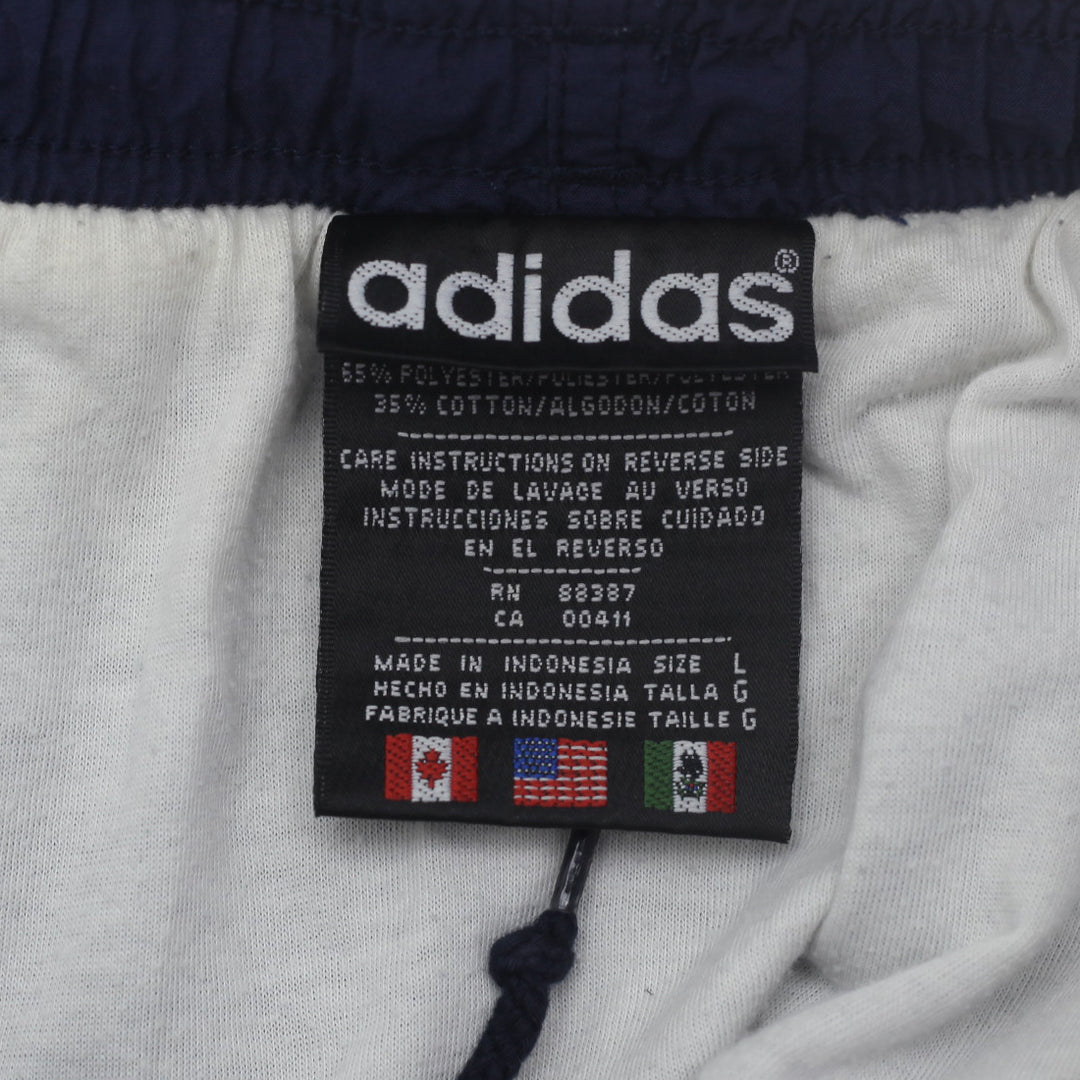 adidas®
65% POLYESTER/POLIESTER/POLYESTER
35% COTTON/ALGODON/COTON
CARE INSTRUCTIONS ON REVERSE SIDE
MODE DE LAVAGE AU VERSO
INSTRUCCIONES SOBRE CUIDADO
EN EL REVERSO
RN 88387
CA 00411
MADE IN INDONESIA SIZE L
HECHO EN INDONESIA TALLA G
FABRIQUE A INDONESIE TAILLE G